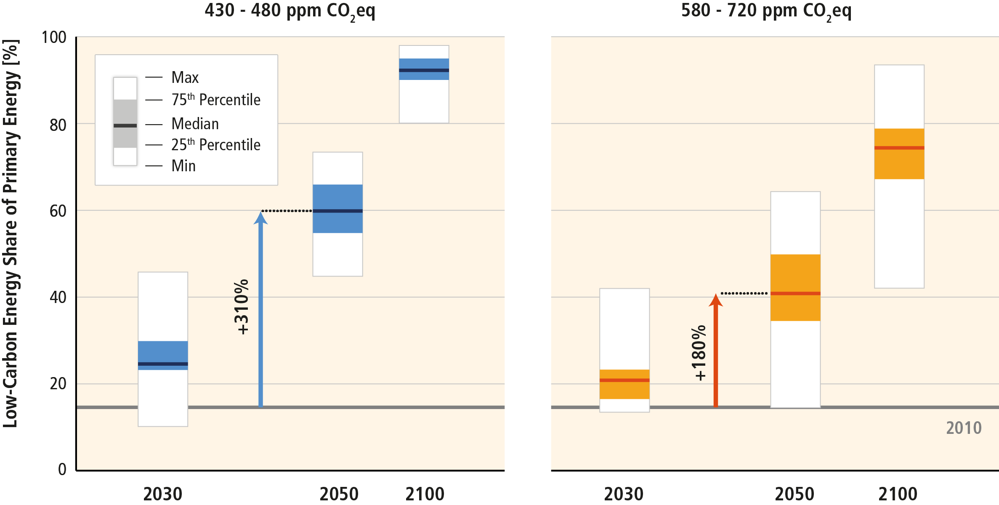 430 - 480 ppm CO₂eq
580 - 720 ppm CO₂eq
Low-Carbon Energy Share of Primary Energy [%]
100
80
60
40
20
0
Max
75th Percentile
Median
25th Percentile
Min
+310%
+180%
2010
2030
2050
2100
2030
2050
2100